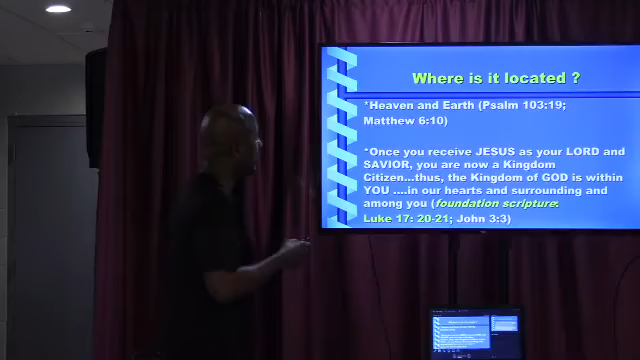 Where is it located ?
*Heaven and Earth (Psalm 103:19;
Matthew 6:10)
*Once you receive JESUS as your LORD and
SAVIOR, you are now a Kingdom
Citizen...thus, the Kingdom of GOD is within
YOU ....in our hearts and surrounding and
among you (foundation scripture:
Luke 17: 20-21; John 3:3)